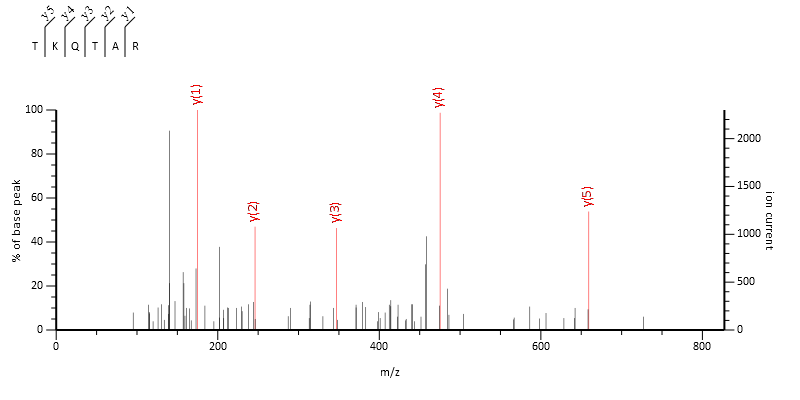 y5 y4 y3 y2 y1
T K Q T A R
y(1)
y(4)
y(5)
y(2)
y(3)
100
80
60
40
20
0
% of base peak
2000
1500
1000
500
0
ion current
0 200 400 600 800
m/z